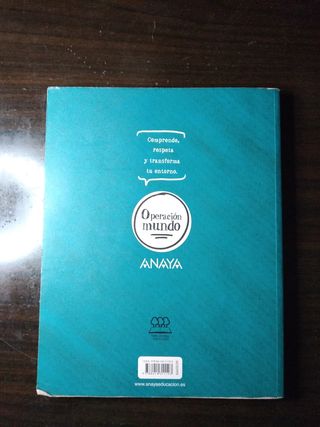 Comprende,
respeta
y transforma
tu entorno.
Operación
mundo
ANAYA
www.anayaeducacion.es